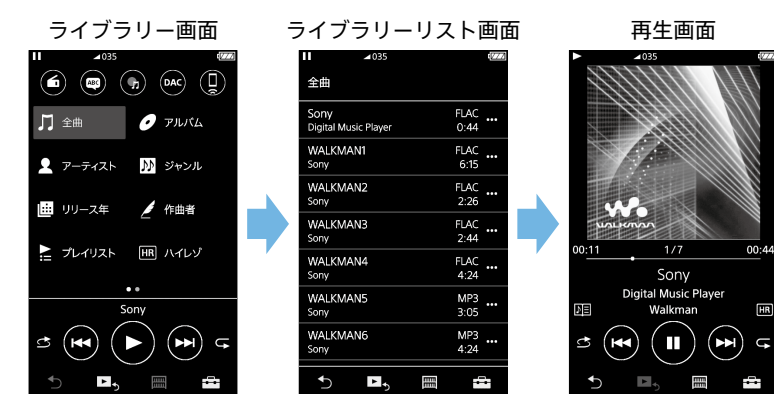 ライブラリー画面
035
ABC
DAC
全曲
アルバム
アーティスト
ジャンル
リリース年
作曲者
プレイリスト
HR ハイレゾ
Sony
ライブラリーリスト画面
035
全曲
Sony FLAC
Digital Music Player 0:44
WALKMAN1 FLAC
Sony 6:15
WALKMAN2 FLAC
Sony 2:26
WALKMAN3 FLAC
Sony 2:44
WALKMAN4 FLAC
Sony 4:24
WALKMAN5 MP3
Sony 3:05
WALKMAN6 MP3
Sony 4:24
再生画面
035
WALKMAN
00:11 1/7 00:44
Sony
Digital Music Player
Walkman
HR